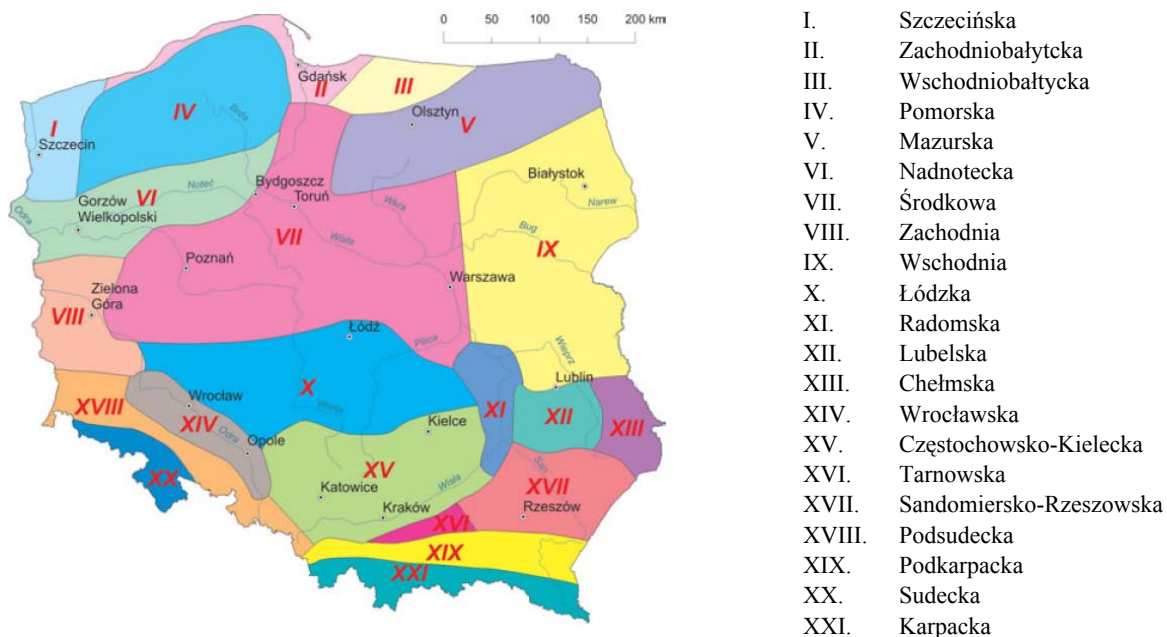 0 50 100 150 200 km
Gdańsk
II
III
IV
Brda
Olsztyn
V
I
Szczecin
Białystok
Bydgoszcz
Toruń
Noteć
VI
Gorzów
Wielkopolski
Odra
Wkra
Narew
VII
Wisła
Bug
IX
Poznań
Warszawa
Zielona
Góra
VIII
Łódź
Pilica
Wieprz
Lublin
X
Warta
Wrocław
XVIII
XIV
Odra
Opole
Kielce
XI
XII
XIII
XV
XX
Katowice
Kraków
Wisła
San
XVII
Rzeszów
XVI
XIX
XXI
I. Szczecińska
II. Zachodniobałytcka
III. Wschodniobałtycka
IV. Pomorska
V. Mazurska
VI. Nadnotecka
VII. Środkowa
VIII. Zachodnia
IX. Wschodnia
X. Łódzka
XI. Radomska
XII. Lubelska
XIII. Chełmska
XIV. Wrocławska
XV. Częstochowsko-Kielecka
XVI. Tarnowska
XVII. Sandomiersko-Rzeszowska
XVIII. Podsudecka
XIX. Podkarpacka
XX. Sudecka
XXI. Karpacka